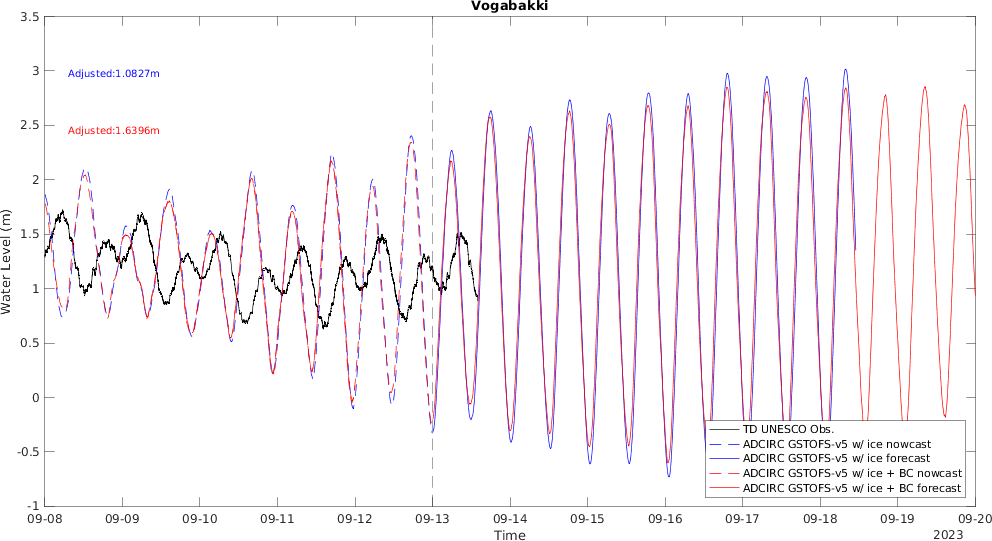 Vogabakki
3.5
3
2.5
2
1.5
1
0.5
0
-0.5
-1
Water Level (m)
Adjusted:1.0827m
Adjusted:1.6396m
TD UNESCO Obs.
ADCIRC GSTOFS-v5 w/ ice nowcast
ADCIRC GSTOFS-v5 w/ ice forecast
ADCIRC GSTOFS-v5 w/ ice + BC nowcast
ADCIRC GSTOFS-v5 w/ ice + BC forecast
09-08 09-09 09-10 09-11 09-12 09-13 09-14 09-15 09-16 09-17 09-18 09-19 09-20
Time
2023